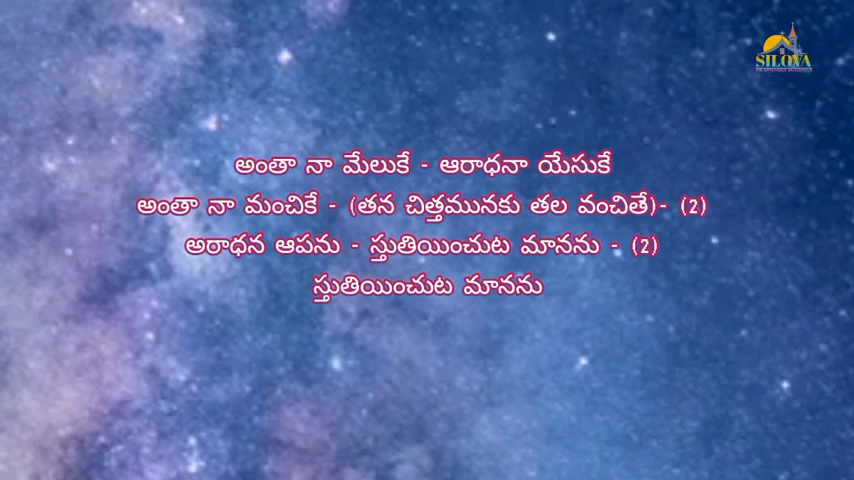 SILOVA
అంతా నా మేలుకే - ఆరాధనా యేసుకే
అంతా నా మంచికే - (తన చిత్తమునకు తల వంచితే)- (2)
అరాధన ఆపను - స్తుతియించుట మానను - (2)
స్తుతియించుట మానను